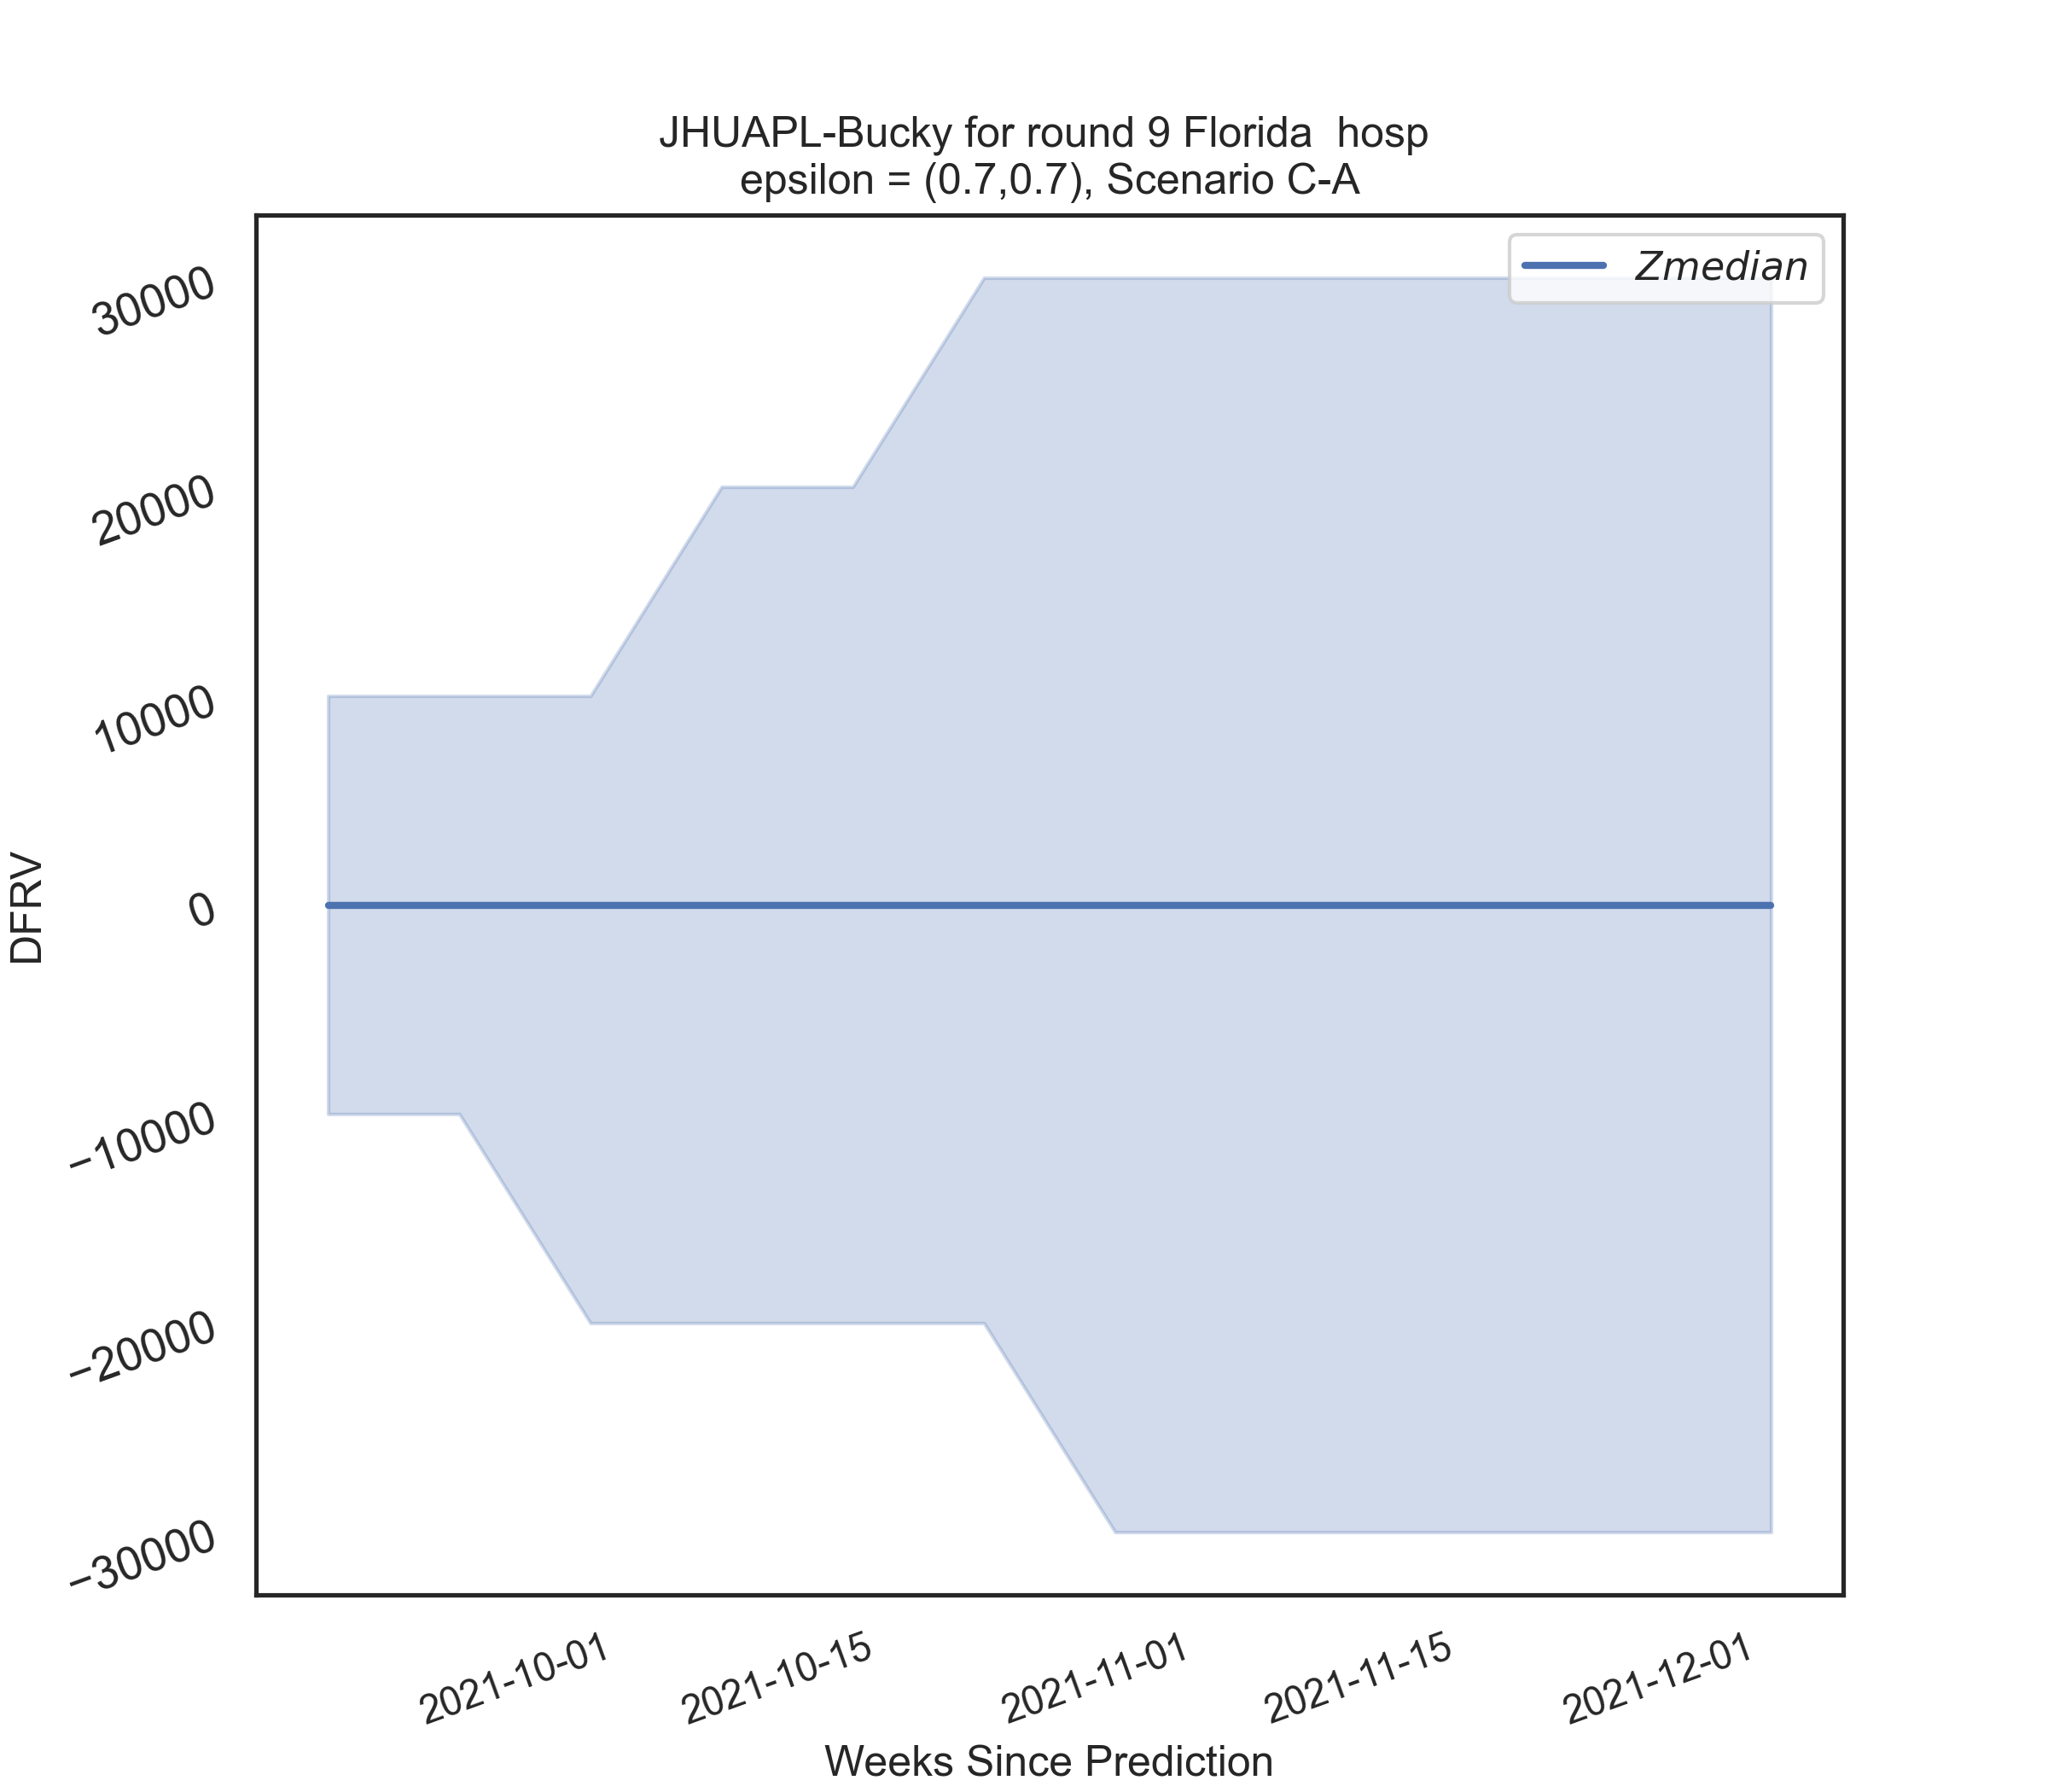 JHUAPL-Bucky for round 9 Florida  hosp
epsilon = (0.7,0.7), Scenario C-A
Zmedian
30000
20000
10000
0
−10000
−20000
−30000
DFRV
2021-10-01
2021-10-15
2021-11-01
2021-11-15
2021-12-01
Weeks Since Prediction